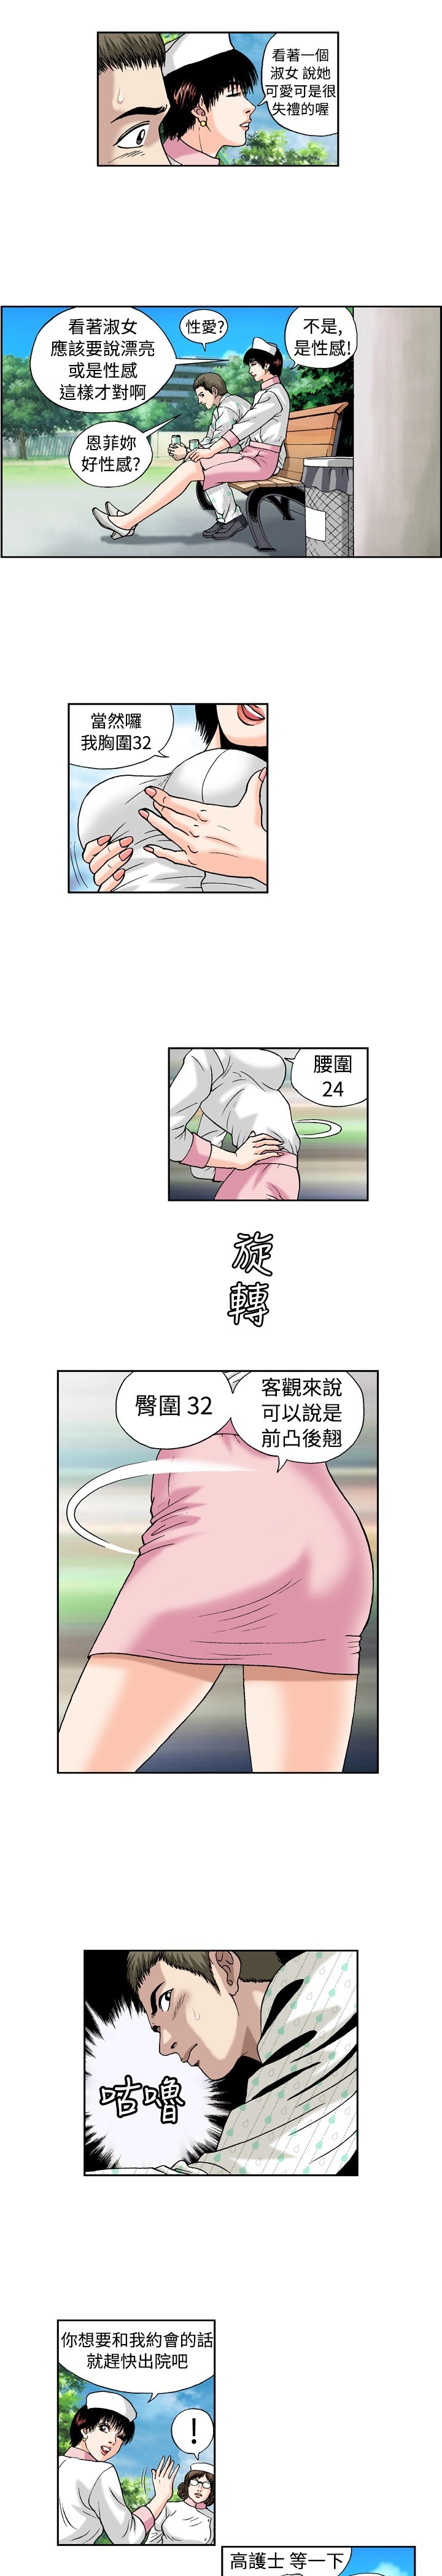 看著一個
淑女 說她
可愛可是很
失禮的喔
看著淑女
應該要說漂亮
或是性感
這樣才對啊
性愛?
不是,
是性感!
恩菲妳
好性感?
當然囉
我胸圍32
腰圍
24
旋
轉
臀圍 32
客觀來說
可以說是
前凸後翹
咕嚕
你想要和我約會的話
就趕快出院吧
!
高護士 等一下